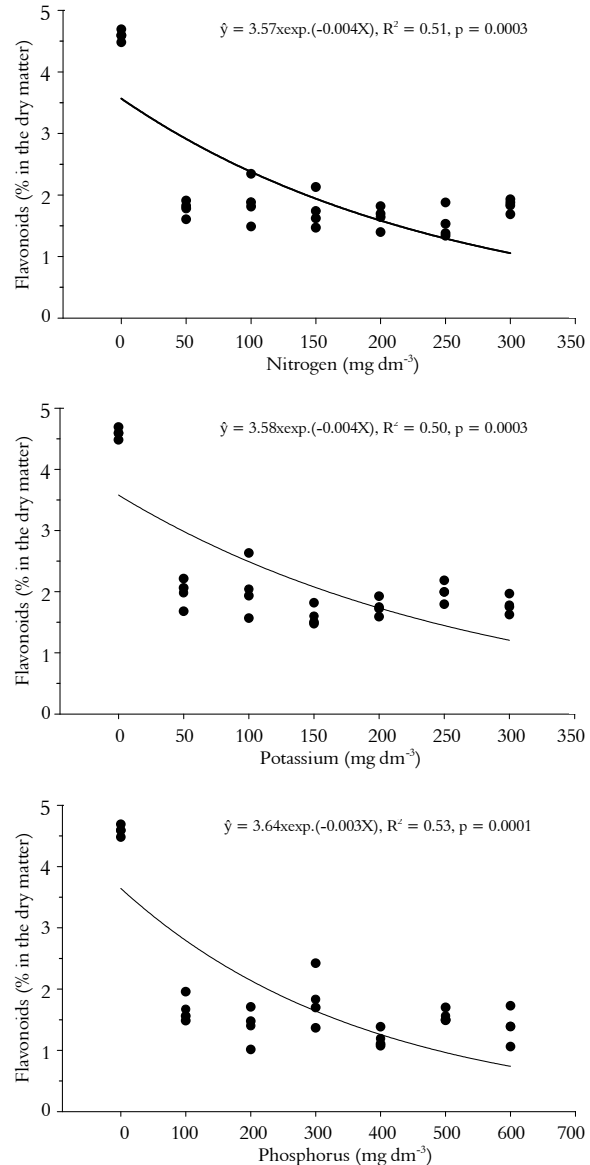 ŷ = 3.57xexp.(-0.004X), R² = 0.51, p = 0.0003
Flavonoids (% in the dry matter)
5
4
3
2
1
0
0 50 100 150 200 250 300 350
Nitrogen (mg dm⁻³)
ŷ = 3.58xexp.(-0.004X), R² = 0.50, p = 0.0003
Flavonoids (% in the dry matter)
5
4
3
2
1
0
0 50 100 150 200 250 300 350
Potassium (mg dm⁻³)
ŷ = 3.64xexp.(-0.003X), R² = 0.53, p = 0.0001
Flavonoids (% in the dry matter)
5
4
3
2
1
0
0 100 200 300 400 500 600 700
Phosphorus (mg dm⁻³)